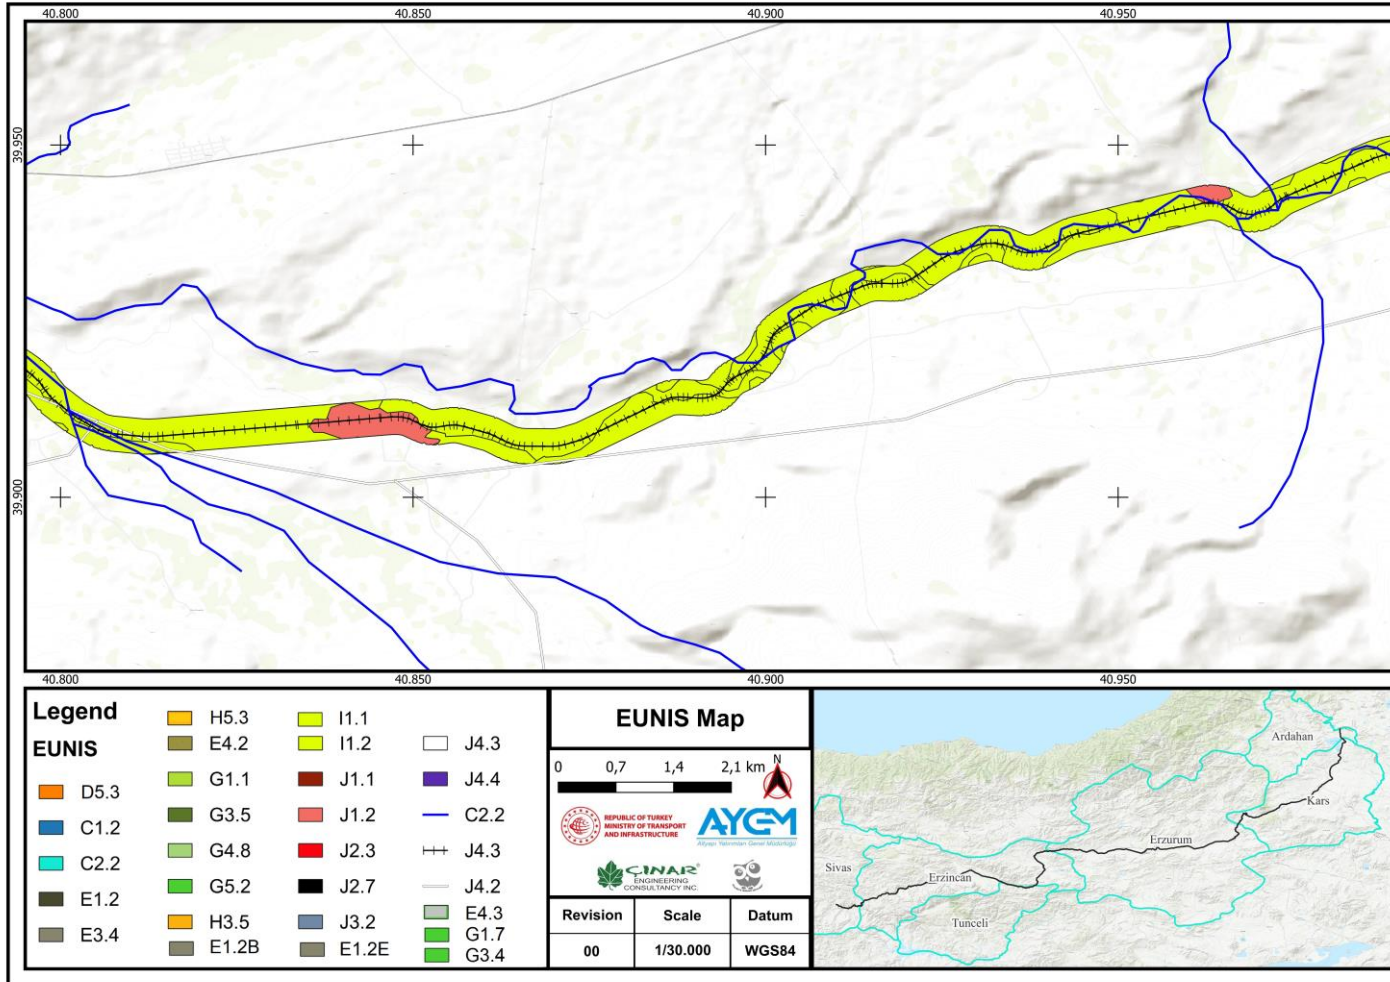 40.800
40.850
40.900
40.950
39.950
39.900
40.800
40.850
40.900
40.950
Legend
EUNIS
D5.3
C1.2
C2.2
E1.2
E3.4
H5.3
E4.2
G1.1
G3.5
G4.8
G5.2
H3.5
E1.2B
I1.1
I1.2
J1.1
J1.2
J2.3
J2.7
J3.2
E1.2E
J4.3
J4.4
C2.2
J4.3
J4.2
E4.3
G1.7
G3.4
EUNIS Map
0 0,7 1,4 2,1 km
N
REPUBLIC OF TURKEY
MINISTRY OF TRANSPORT
AND INFRASTRUCTURE
AYGM
Altyapı Yatırımları Genel Müdürlüğü
ÇINAR
ENGINEERING
CONSULTANCY INC.
Revision Scale Datum
00 1/30.000 WGS84
Ardahan
Kars
Erzurum
Sivas
Erzincan
Tunceli